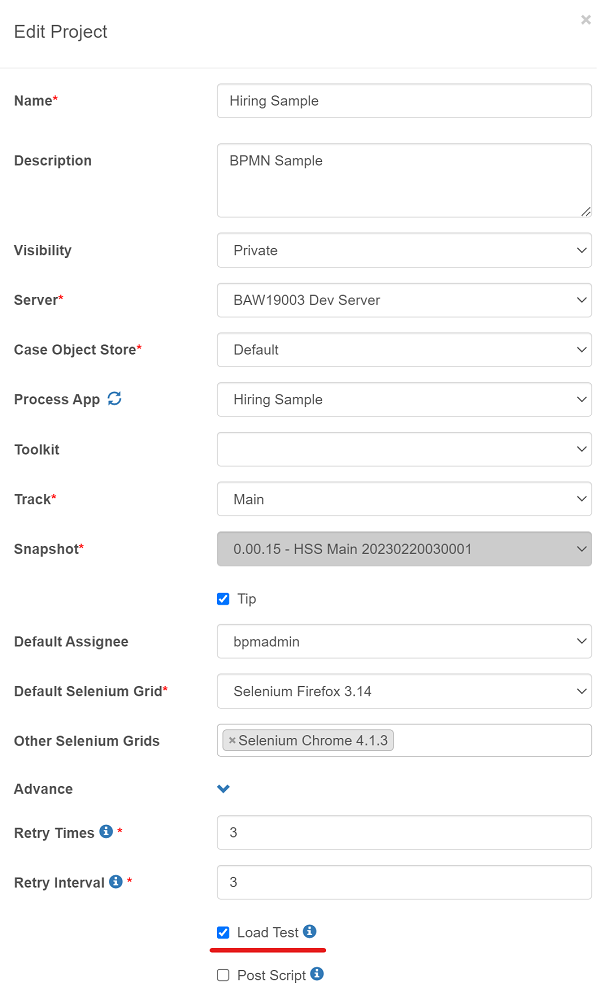 Edit Project
×
Name*
Hiring Sample
Description
BPMN Sample
Visibility
Private
Server*
BAW19003 Dev Server
Case Object Store*
Default
Process App
Hiring Sample
Toolkit
Track*
Main
Snapshot*
0.00.15 - HSS Main 20230220030001
Tip
Default Assignee
bpmadmin
Default Selenium Grid*
Selenium Firefox 3.14
Other Selenium Grids
×Selenium Chrome 4.1.3
Advance
Retry Times *
3
Retry Interval *
3
Load Test
Post Script